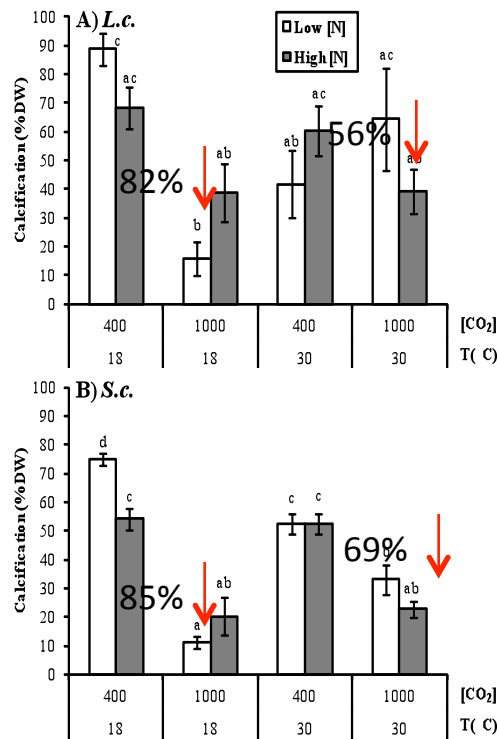 A) L.c.
Low [N]
High [N]
Calcification (%DW)
100
90
80
70
60
50
40
30
20
10
0
c
ac
b
ab
ab
ac
ac
ab
82%
56%
400 1000 400 1000 [CO2]
18 18 30 30 T( C)
B) S.c.
Calcification (%DW)
100
90
80
70
60
50
40
30
20
10
0
d
c
a
ab
c
c
b
ab
85%
69%
400 1000 400 1000 [CO2]
18 18 30 30 T( C)